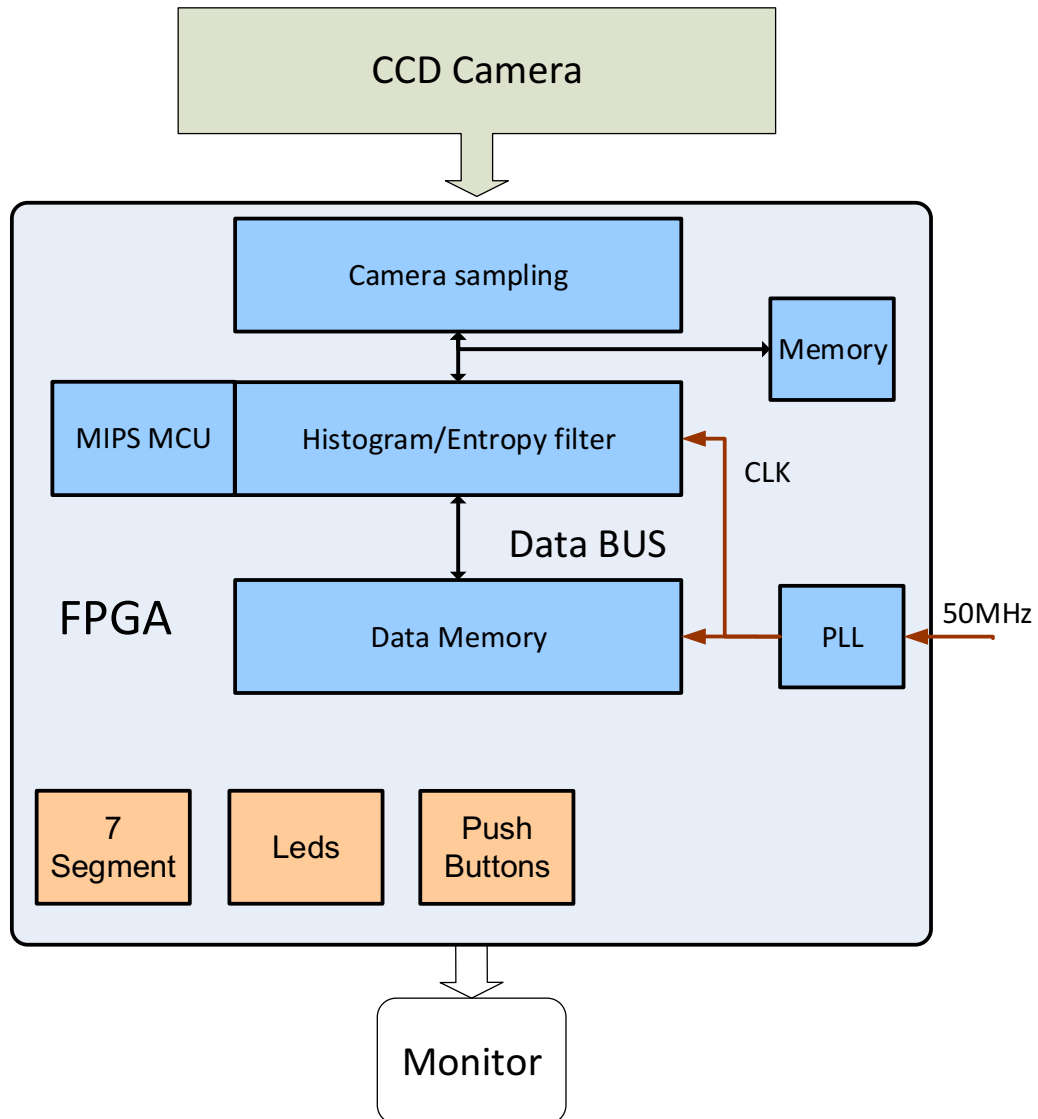 CCD Camera
Camera sampling
Memory
MIPS MCU
Histogram/Entropy filter
CLK
Data BUS
FPGA
Data Memory
PLL
50MHz
7
Segment
Leds
Push
Buttons
Monitor